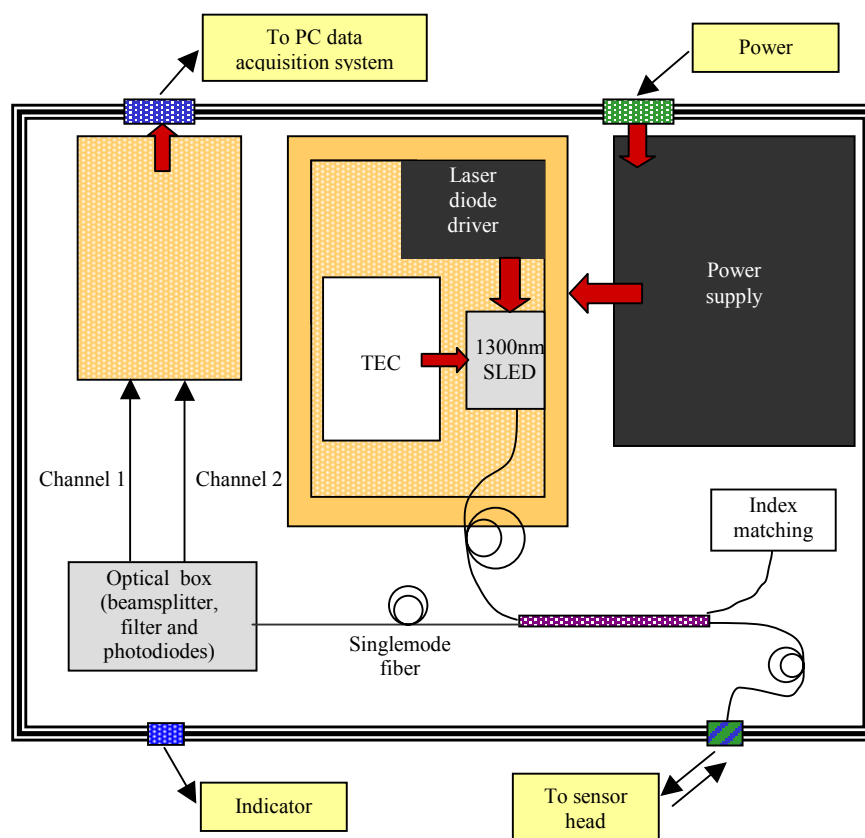 To PC data
acquisition system
Power
Laser
diode
driver
Power
supply
TEC
1300nm
SLED
Channel 1
Channel 2
Index
matching
Optical box
(beamsplitter,
filter and
photodiodes)
Singlemode
fiber
Indicator
To sensor
head